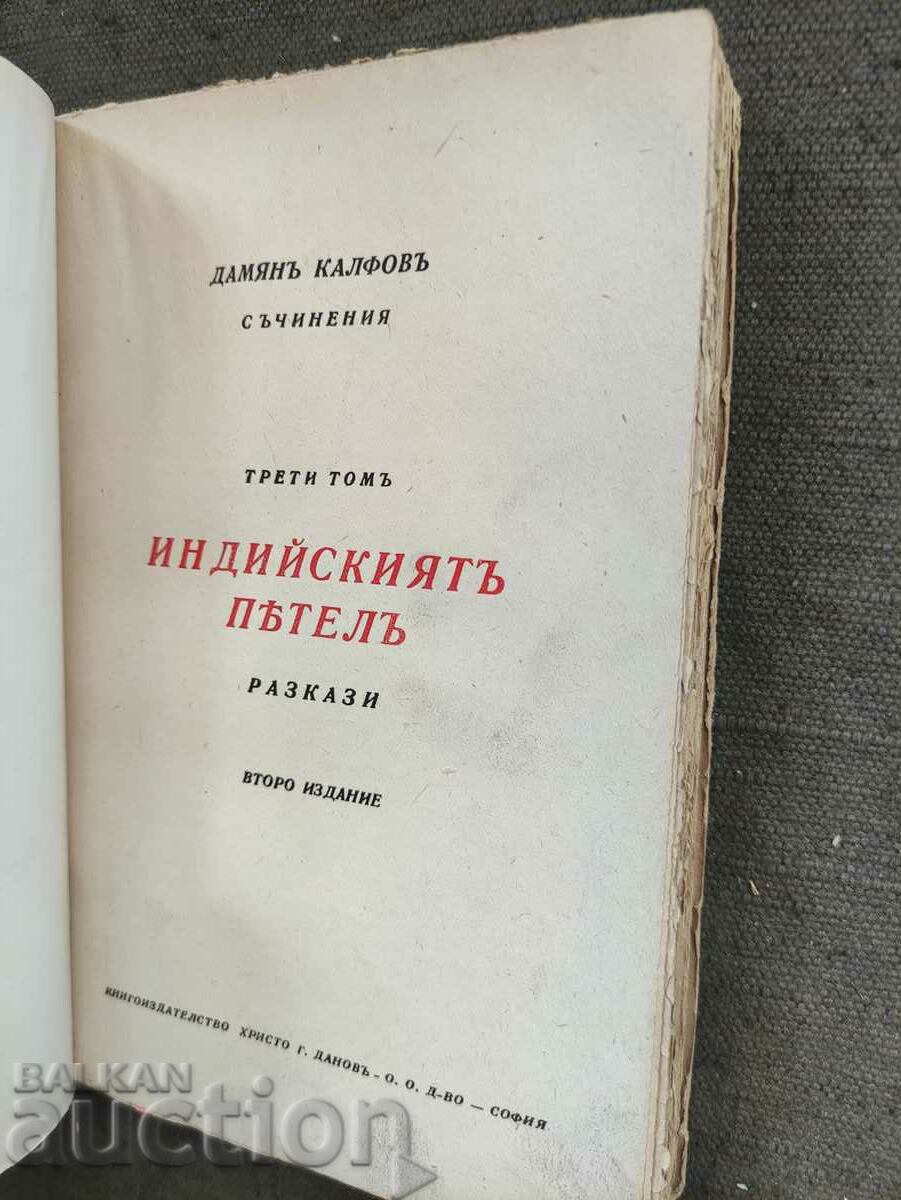 ДАМЯНЪ КАЛФОВЪ
СЪЧИНЕНИЯ
ТРЕТИ ТОМЪ
ИНДИЙСКИЯТЪ
ПѢТЕЛЪ
РАЗКАЗИ
ВТОРО ИЗДАНИЕ
КНИГОИЗДАТЕЛСТВО ХРИСТО Г. ДАНОВЪ - О. О. Д-ВО — СОФИЯ
BALKAN
auction